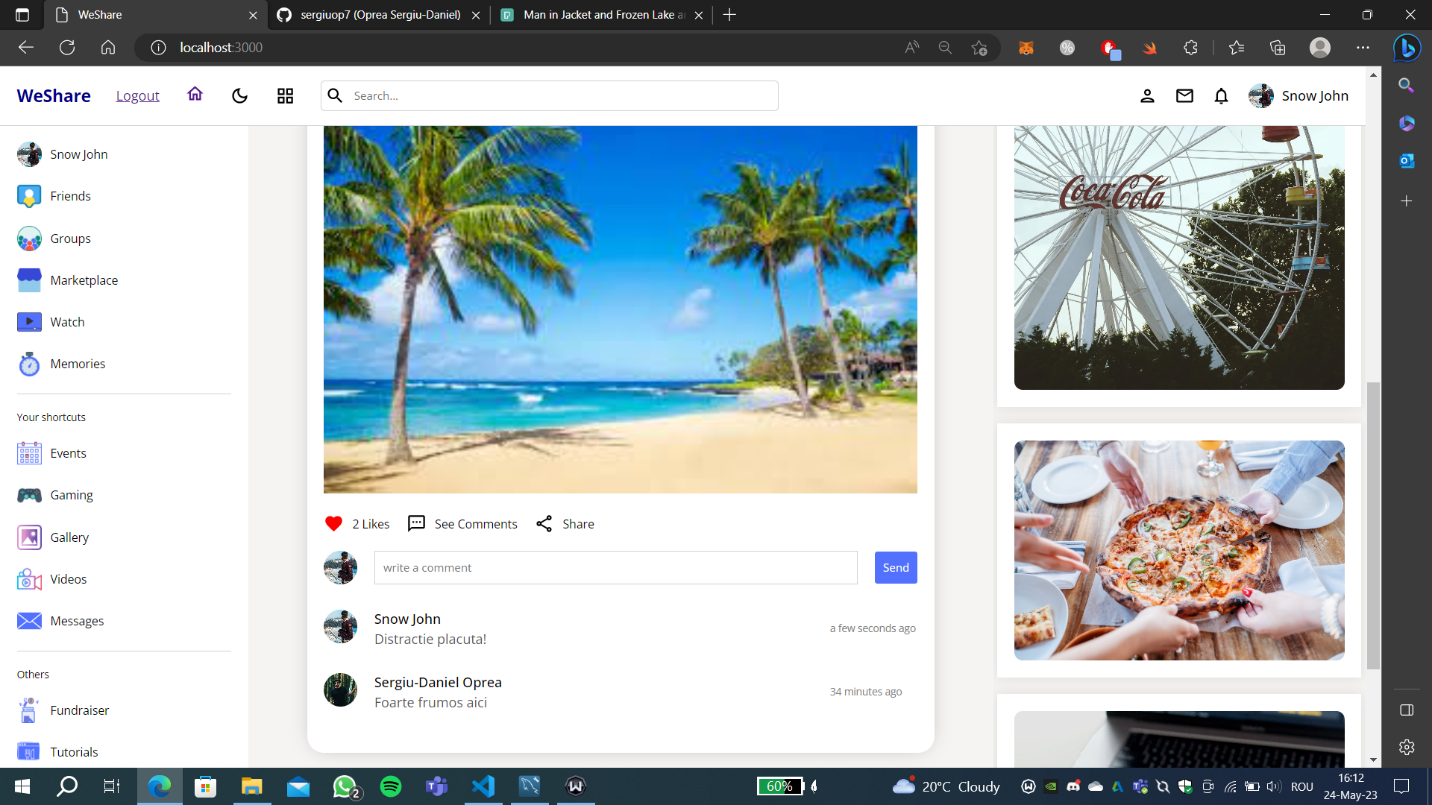 WeShare
sergiuop7 (Oprea Sergiu-Daniel)
Man in Jacket and Frozen Lake a
localhost:3000
WeShare
Logout
Search...
Snow John
Snow John
Friends
Groups
Marketplace
Watch
Memories
Your shortcuts
Events
Gaming
Gallery
Videos
Messages
Others
Fundraiser
Tutorials
Coca-Cola
2 Likes
See Comments
Share
write a comment
Send
Snow John
a few seconds ago
Distractie placuta!
Sergiu-Daniel Oprea
34 minutes ago
Foarte frumos aici
2
60%
20°C Cloudy
ROU
16:12
24-May-23